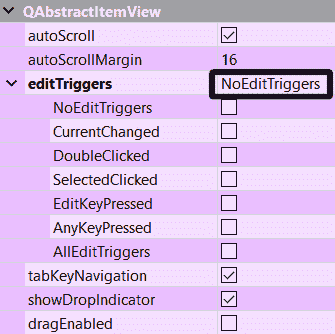 QAbstractItemView
autoScroll
autoScrollMargin 16
editTriggers NoEditTriggers
NoEditTriggers
CurrentChanged
DoubleClicked
SelectedClicked
EditKeyPressed
AnyKeyPressed
AllEditTriggers
tabKeyNavigation
showDropIndicator
dragEnabled